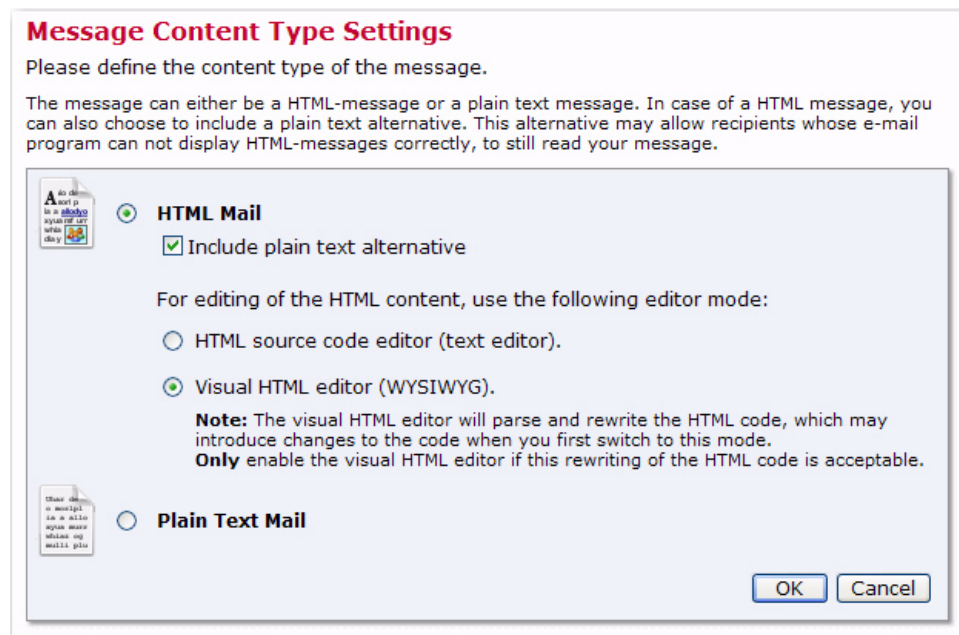 Message Content Type Settings
Please define the content type of the message.
The message can either be a HTML-message or a plain text message. In case of a HTML message, you
can also choose to include a plain text alternative. This alternative may allow recipients whose e-mail
program can not display HTML-messages correctly, to still read your message.
HTML Mail
Include plain text alternative
For editing of the HTML content, use the following editor mode:
HTML source code editor (text editor).
Visual HTML editor (WYSIWYG).
Note: The visual HTML editor will parse and rewrite the HTML code, which may
introduce changes to the code when you first switch to this mode.
Only enable the visual HTML editor if this rewriting of the HTML code is acceptable.
Plain Text Mail
OK Cancel